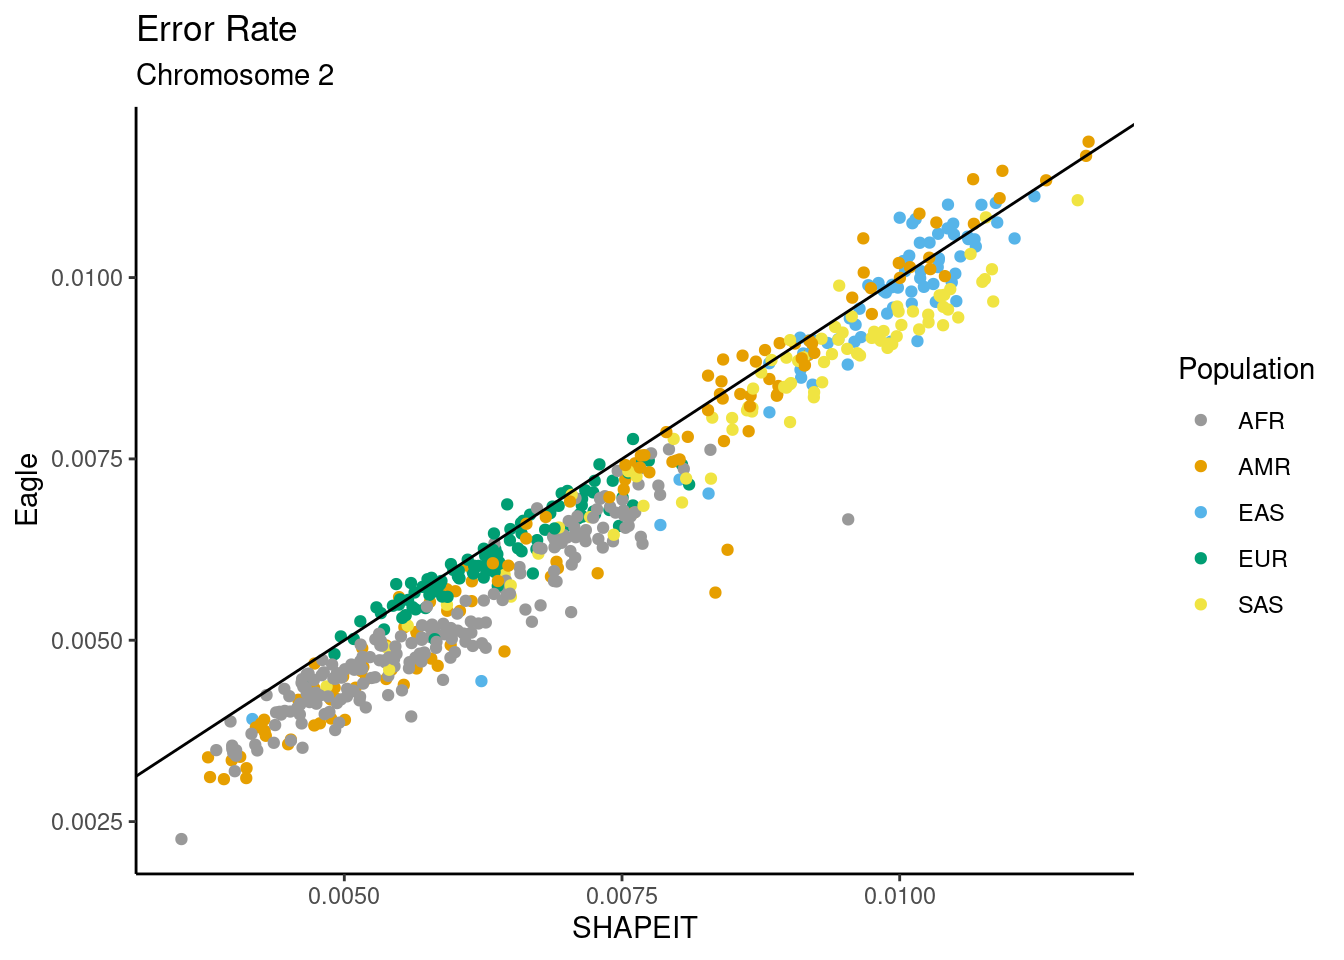 Error Rate
Chromosome 2
0.0100
0.0075
0.0050
0.0025
Eagle
0.0050
0.0075
0.0100
SHAPEIT
Population
AFR
AMR
EAS
EUR
SAS